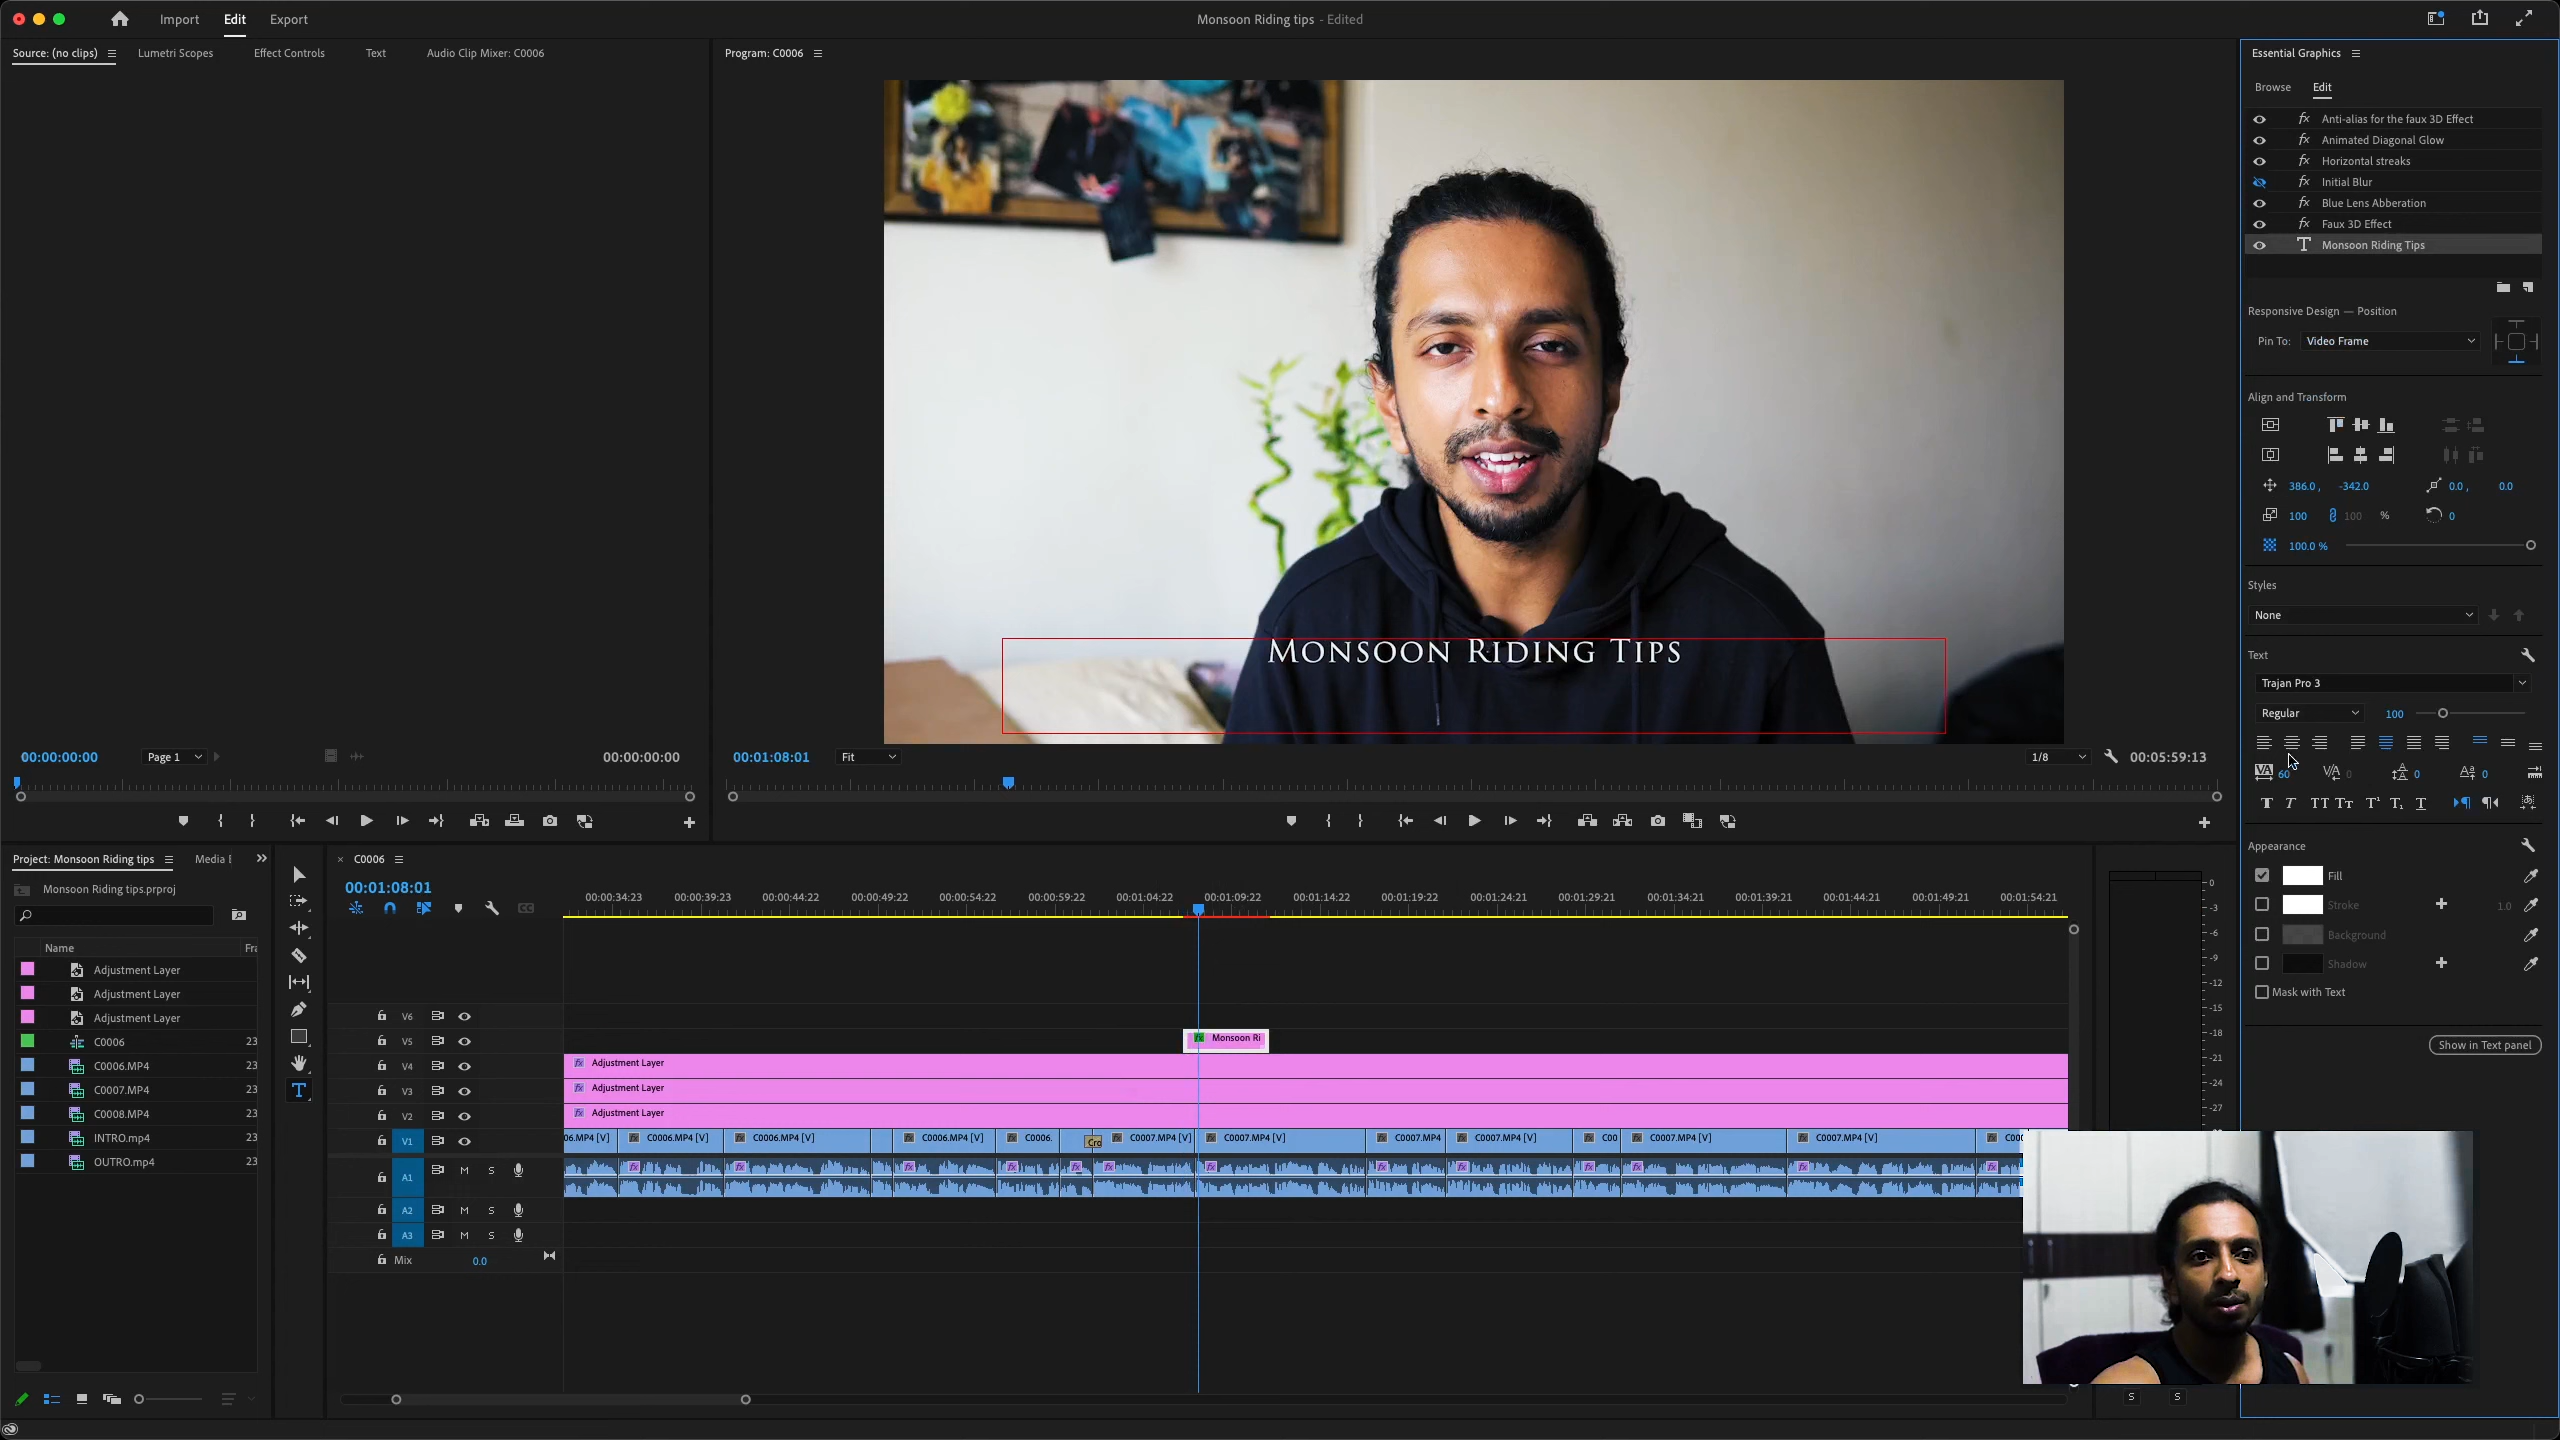 Import Edit Export
Monsoon Riding tips - Edited
Source: (no clips) Lumetri Scopes Effect Controls Text Audio Clip Mixer: C0006
Program: C0006
Essential Graphics
Browse Edit
fx Anti-alias for the faux 3D Effect
fx Animated Diagonal Glow
fx Horizontal streaks
fx Initial Blur
fx Blue Lens Abberation
fx Faux 3D Effect
T Monsoon Riding Tips
Responsive Design — Position
Pin To: Video Frame
Align and Transform
386.0 , -342.0 0.0 , 0.0
100 100 % 0
100.0 %
Styles
None
Text
Trajan Pro 3
Regular 100
60 0 0 0
Appearance
Fill
Stroke 1.0
Background
Shadow
Mask with Text
Show in Text panel
Monsoon Riding Tips
00:00:00:00 Page 1 00:00:00:00
00:01:08:01 Fit 1/8 00:05:59:13
Project: Monsoon Riding tips
Monsoon Riding tips.prproj
Name
Adjustment Layer
Adjustment Layer
Adjustment Layer
C0006 23
C0006.MP4 23
C0007.MP4 23
C0008.MP4 23
INTRO.mp4 23
OUTRO.mp4 23
C0006
00:01:08:01
00:00:34:23 00:00:39:23 00:00:44:22 00:00:49:22 00:00:54:22 00:00:59:22 00:01:04:22 00:01:09:22 00:01:14:22 00:01:19:22 00:01:24:21 00:01:29:21 00:01:34:21 00:01:39:21 00:01:44:21 00:01:49:21 00:01:54:21
V6
V5 fx Monsoon Ri
V4 fx Adjustment Layer
V3 fx Adjustment Layer
V2 fx Adjustment Layer
V1 06.MP4 [V] C0006.MP4 [V] C0006.MP4 [V] C0006.MP4 [V] C0006. Cro C0007.MP4 [V] C0007.MP4 [V] C0007.MP4 C0007.MP4 [V] C00 C0007.MP4 [V] C0007.MP4 [V] C00
A1 M S
A2 M S
A3 M S
Mix 0.0
0
-3
-6
-9
-12
-15
-18
-21
-24
-27
S S